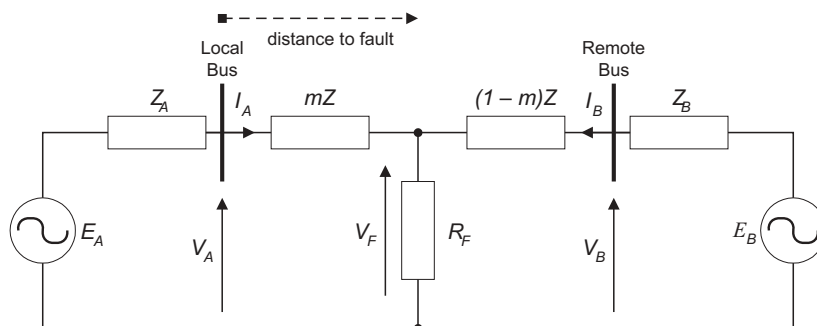 distance to fault
Local
Bus
Remote
Bus
Z_A
I_A
mZ
(1 – m)Z
I_B
Z_B
E_A
V_A
V_F
R_F
V_B
E_B